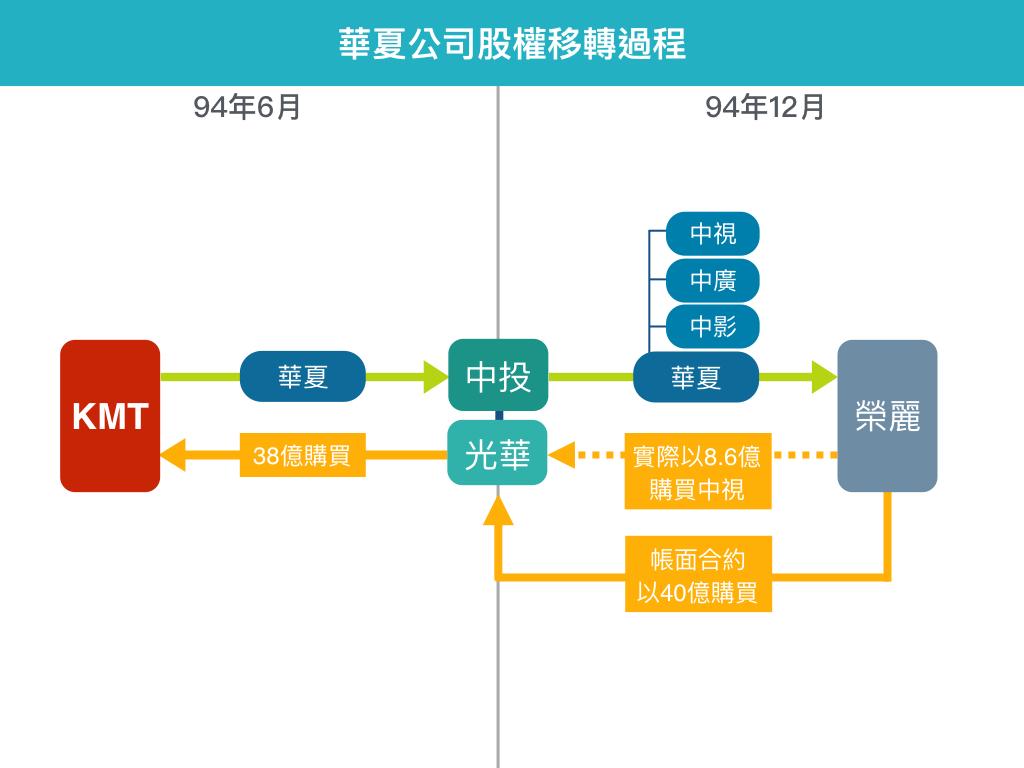 華夏公司股權移轉過程
94年6月
94年12月
中視
中廣
中影
KMT
華夏
中投
華夏
榮麗
38億購買
光華
實際以8.6億
購買中視
帳面合約
以40億購買